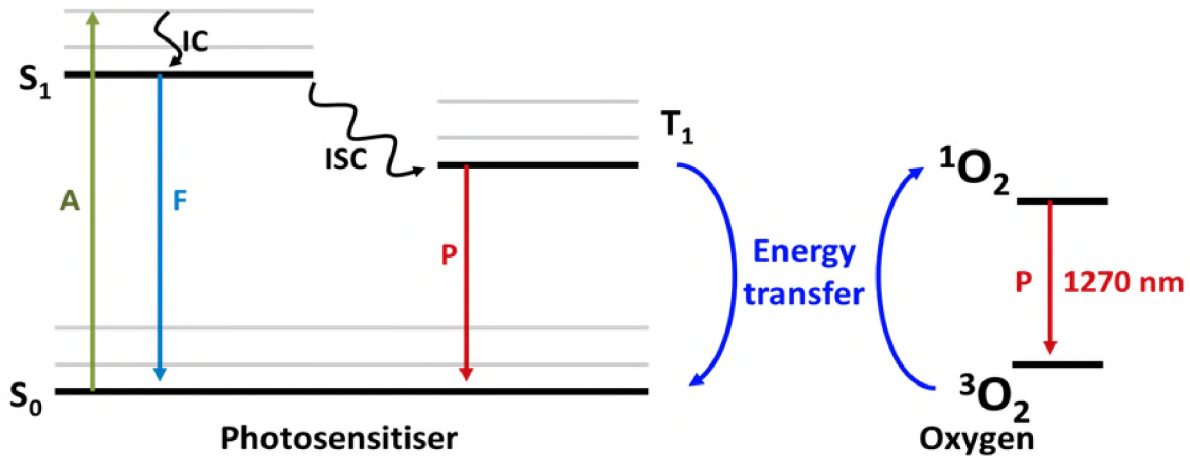 IC
S₁
T₁
ISC
¹O₂
A
F
P
Energy
transfer
P
1270 nm
S₀
³O₂
Photosensitiser
Oxygen